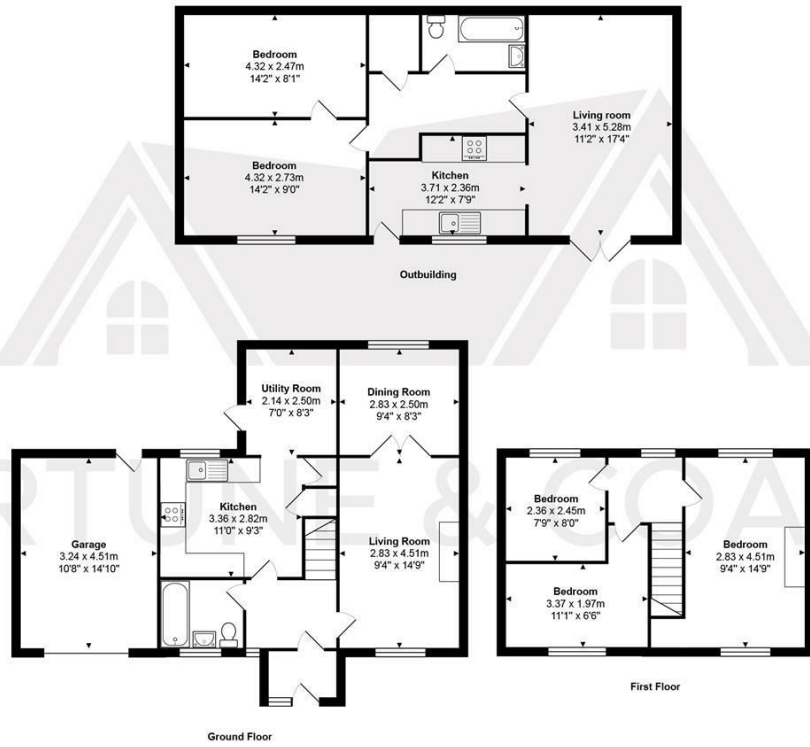 Bedroom
4.32 x 2.47m
14'2" x 8'1"
Bedroom
4.32 x 2.73m
14'2" x 9'0"
Kitchen
3.71 x 2.36m
12'2" x 7'9"
Living room
3.41 x 5.28m
11'2" x 17'4"
Outbuilding
Utility Room
2.14 x 2.50m
7'0" x 8'3"
Dining Room
2.83 x 2.50m
9'4" x 8'3"
Garage
3.24 x 4.51m
10'8" x 14'10"
Kitchen
3.36 x 2.82m
11'0" x 9'3"
Living Room
2.83 x 4.51m
9'4" x 14'9"
Ground Floor
Bedroom
2.36 x 2.45m
7'9" x 8'0"
Bedroom
3.37 x 1.97m
11'1" x 6'6"
Bedroom
2.83 x 4.51m
9'4" x 14'9"
First Floor